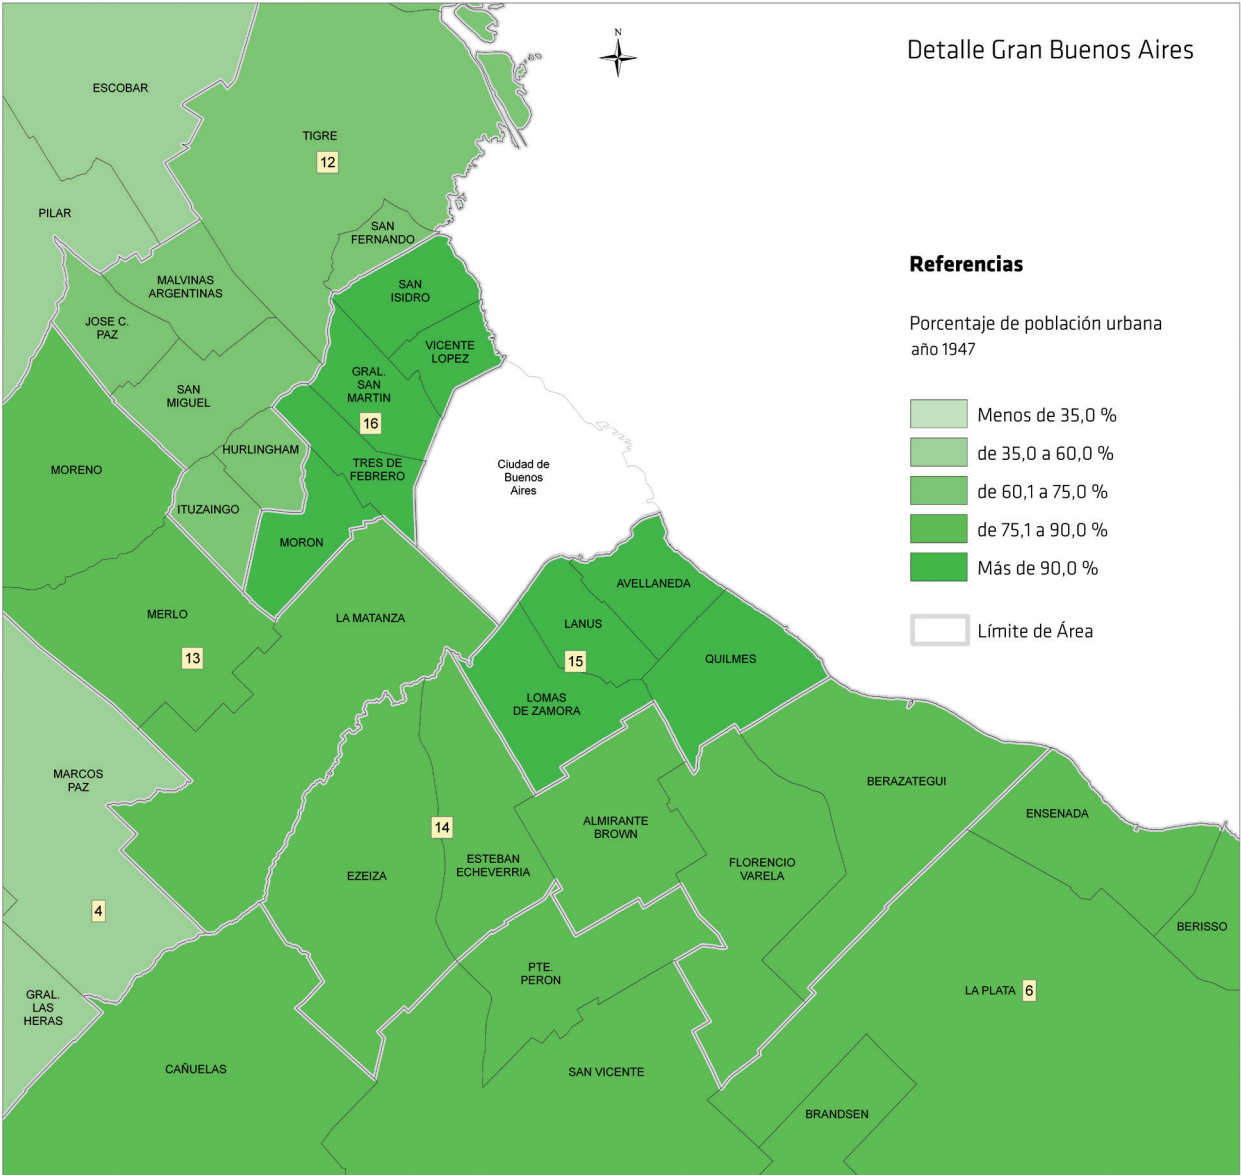 N
Detalle Gran Buenos Aires
ESCOBAR
TIGRE
12
PILAR
SAN
FERNANDO
MALVINAS
ARGENTINAS
SAN
ISIDRO
JOSE C.
PAZ
VICENTE
LOPEZ
GRAL.
SAN
MARTIN
SAN
MIGUEL
16
HURLINGHAM
MORENO
TRES DE
FEBRERO
Ciudad de
Buenos
Aires
ITUZAINGO
MORON
AVELLANEDA
MERLO
LA MATANZA
LANUS
13
15
QUILMES
LOMAS
DE ZAMORA
MARCOS
PAZ
BERAZATEGUI
ENSENADA
14
ALMIRANTE
BROWN
ESTEBAN
ECHEVERRIA
FLORENCIO
VARELA
EZEIZA
4
BERISSO
PTE.
PERON
LA PLATA 6
GRAL.
LAS
HERAS
CAÑUELAS
SAN VICENTE
BRANDSEN
Referencias
Porcentaje de población urbana
año 1947
Menos de 35,0 %
de 35,0 a 60,0 %
de 60,1 a 75,0 %
de 75,1 a 90,0 %
Más de 90,0 %
Límite de Área